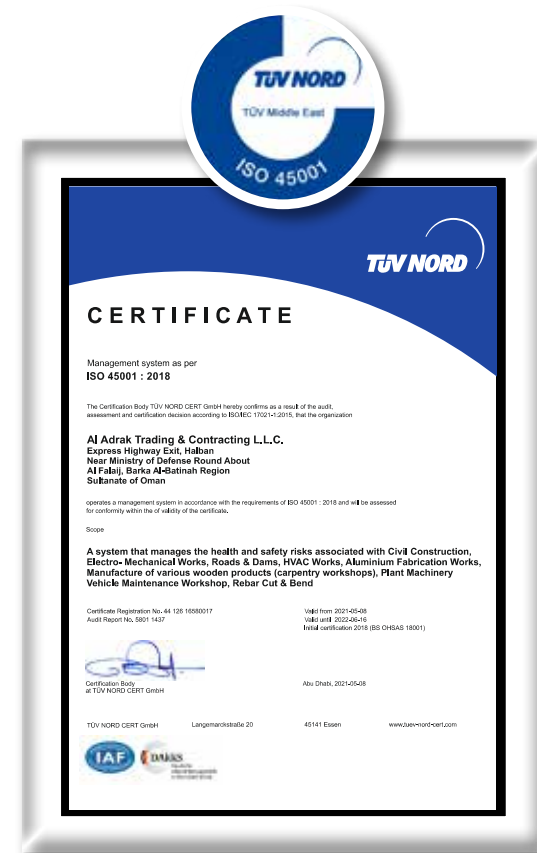 TÜV NORD
TÜV Middle East
ISO 45001
TÜV NORD
CERTIFICATE
Management system as per
ISO 45001 : 2018
The Certification Body TÜV NORD CERT GmbH hereby confirms as a result of the audit,
assessment and certification decision according to ISO/IEC 17021-1:2015, that the organization
Al Adrak Trading & Contracting L.L.C.
Express Highway Exit, Halban
Near Ministry of Defense Round About
Al Falaij, Barka Al-Batinah Region
Sultanate of Oman
operates a management system in accordance with the requirements of ISO 45001 : 2018 and will be assessed
for conformity within the of validity of the certificate.
Scope
A system that manages the health and safety risks associated with Civil Construction,
Electro- Mechanical Works, Roads & Dams, HVAC Works, Aluminium Fabrication Works,
Manufacture of various wooden products (carpentry workshops), Plant Machinery
Vehicle Maintenance Workshop, Rebar Cut & Bend
Certificate Registration No. 44 126 16580017
Audit Report No. 5801 1437
Valid from 2021-05-08
Valid until 2022-06-16
Initial certification 2018 (BS OHSAS 18001)
Certification Body
at TÜV NORD CERT GmbH
Abu Dhabi, 2021-05-08
TÜV NORD CERT GmbH Langemarckstraße 20 45141 Essen www.tuev-nord-cert.com
IAF
DAkkS